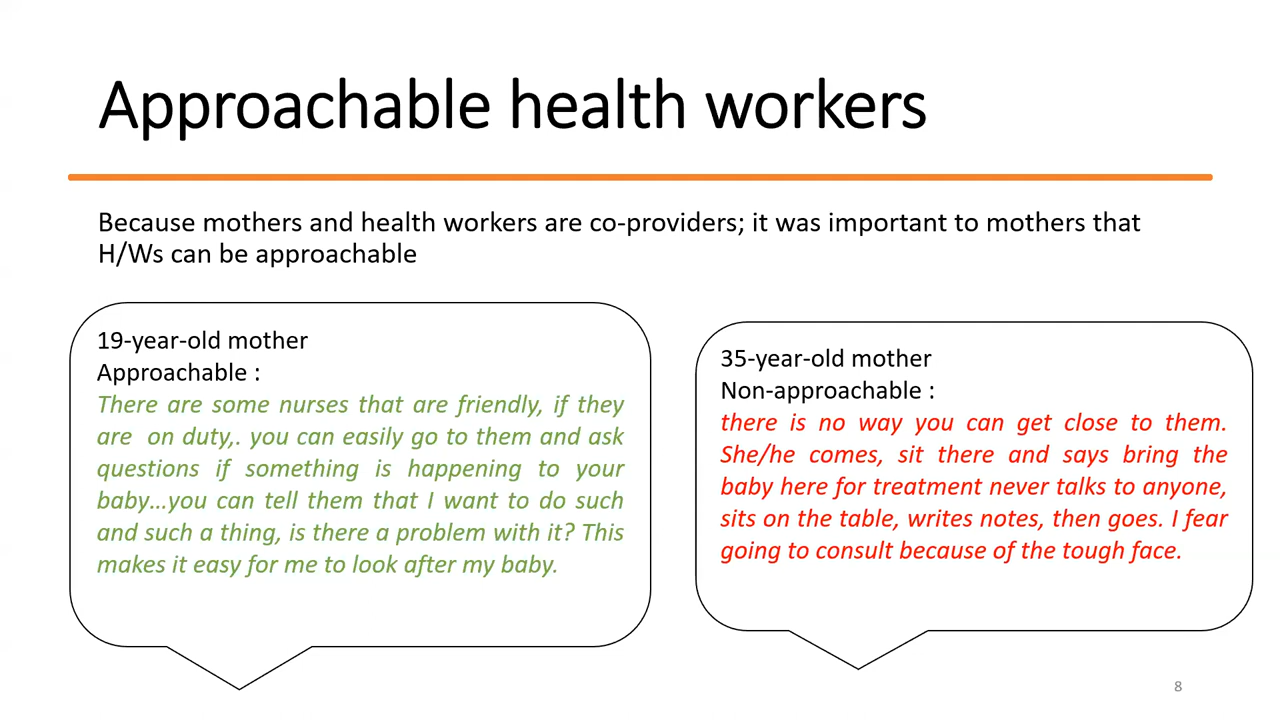 Approachable health workers
Because mothers and health workers are co-providers; it was important to mothers that
H/Ws can be approachable
19-year-old mother
Approachable :
There are some nurses that are friendly, if they
are  on duty,. you can easily go to them and ask
questions if something is happening to your
baby…you can tell them that I want to do such
and such a thing, is there a problem with it? This
makes it easy for me to look after my baby.
35-year-old mother
Non-approachable :
there is no way you can get close to them.
She/he comes, sit there and says bring the
baby here for treatment never talks to anyone,
sits on the table, writes notes, then goes. I fear
going to consult because of the tough face.
8